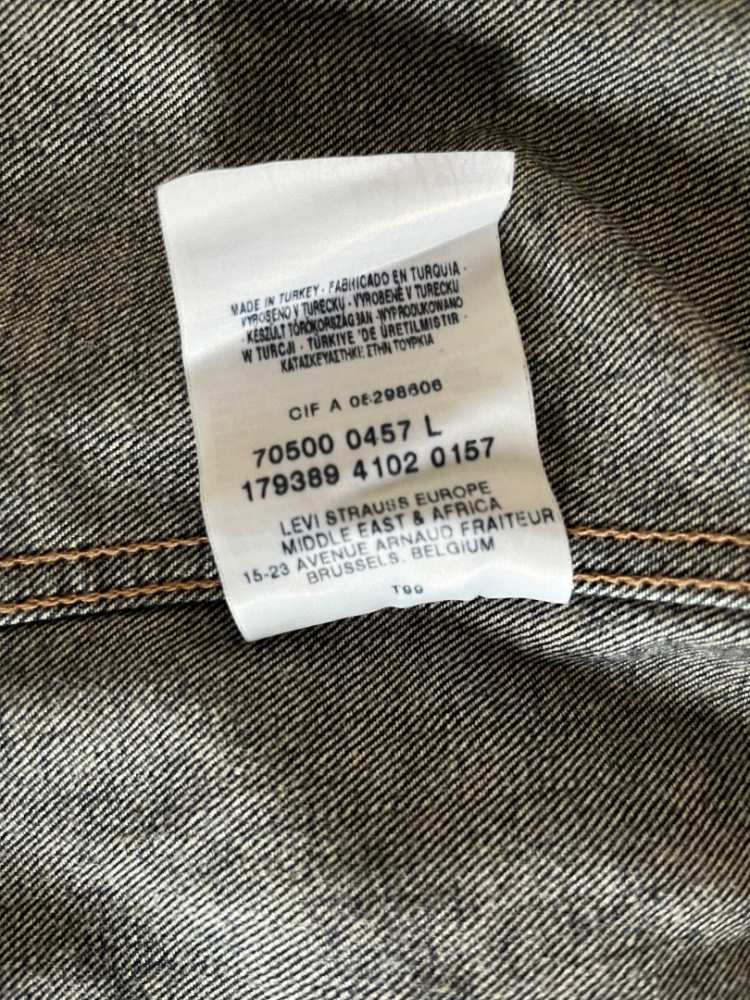 MADE IN TURKEY · FABRICADO EN TURQUIA ·
VYROBENO V TURECKU · VYROBENÉ V TURECKU
· KÉSZÜLT TÖRÖKORSZÁGBAN · WYPRODUKOWANO
W TURCJI · TÜRKIYE 'DE ÜRETILMISTIR ·
ΚΑΤΑΣΚΕΥΑΣΤΗΚΕ ΣΤΗΝ ΤΟΥΡΚΙΑ
CIF A 08298606
70500 0457 L
179389 4102 0157
LEVI STRAUSS EUROPE
MIDDLE EAST & AFRICA
15-23 AVENUE ARNAUD FRAITEUR
BRUSSELS. BELGIUM